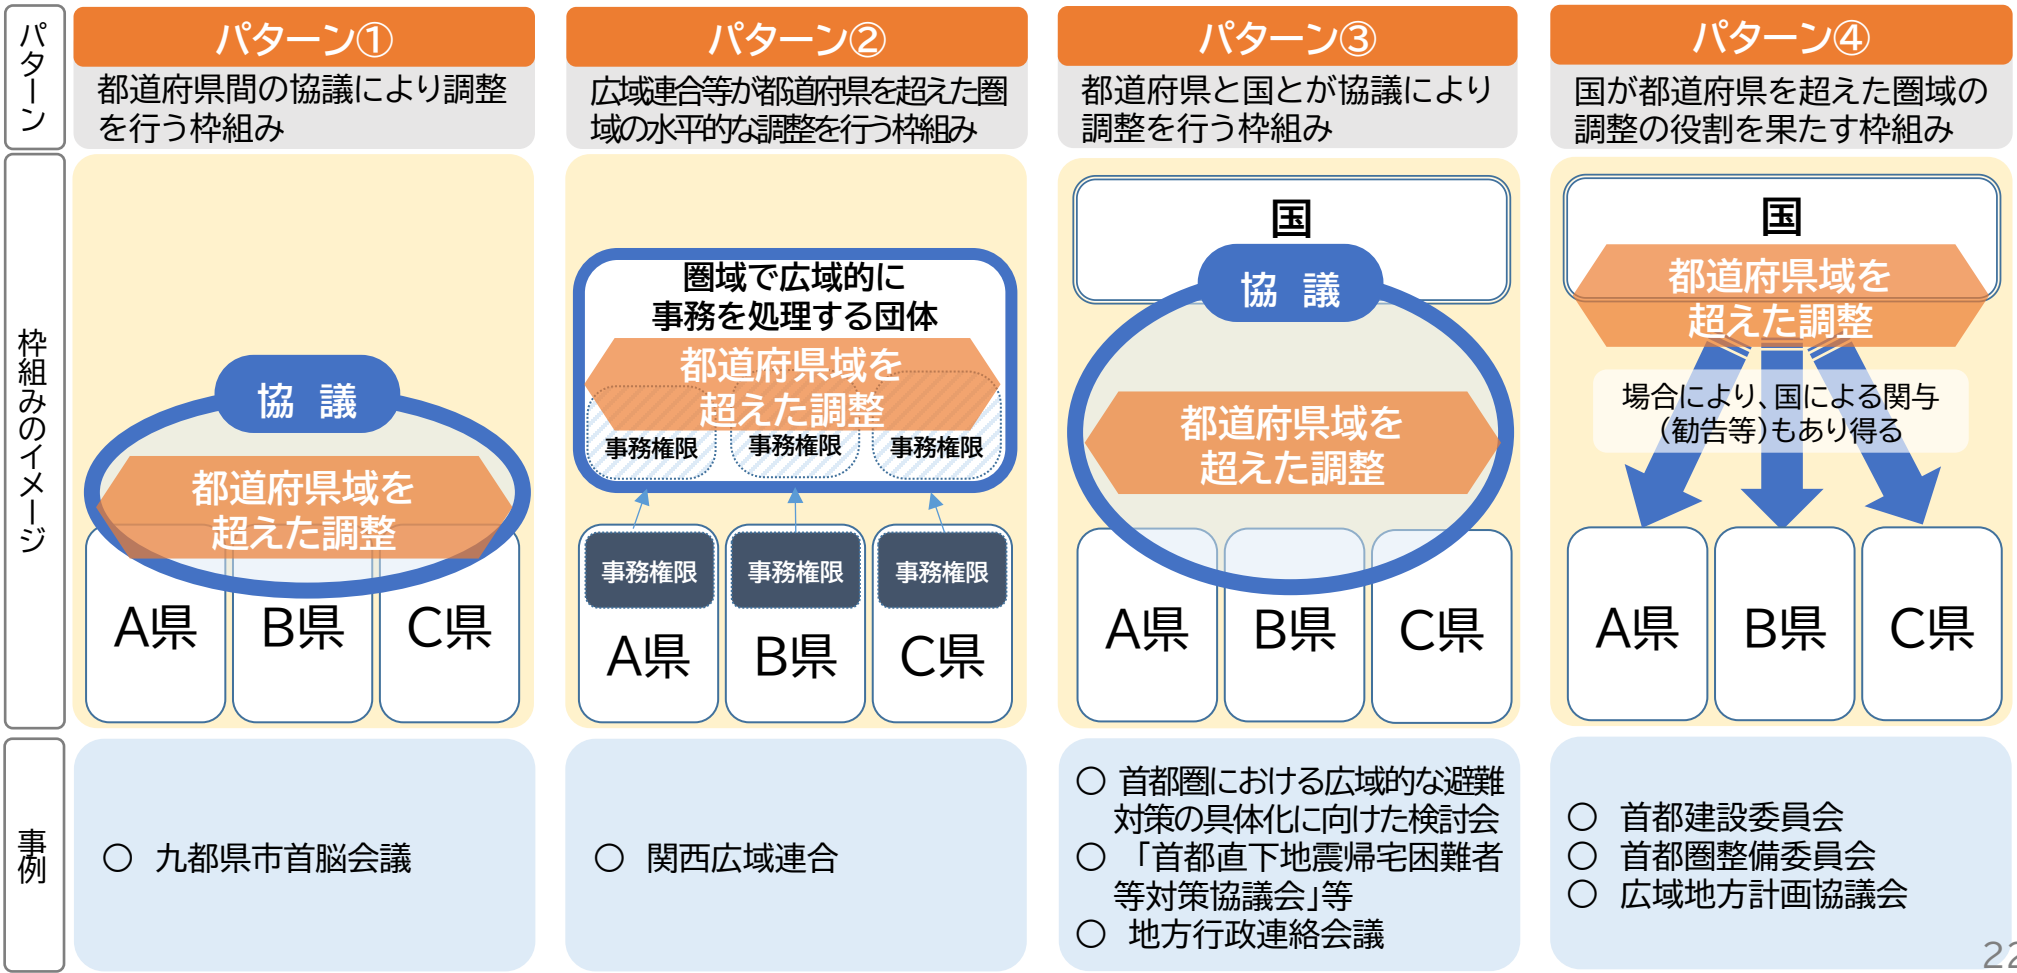 パターン
パターン①
都道府県間の協議により調整
を行う枠組み
パターン②
広域連合等が都道府県を超えた圏
域の水平的な調整を行う枠組み
パターン③
都道府県と国とが協議により
調整を行う枠組み
パターン④
国が都道府県を超えた圏域の
調整の役割を果たす枠組み
枠組みのイメージ
協 議
都道府県域を
超えた調整
A県
B県
C県
圏域で広域的に
事務を処理する団体
都道府県域を
超えた調整
事務権限
事務権限
事務権限
事務権限
事務権限
事務権限
A県
B県
C県
国
協 議
都道府県域を
超えた調整
A県
B県
C県
国
都道府県域を
超えた調整
場合により、国による関与
(勧告等)もあり得る
A県
B県
C県
事例
○ 九都県市首脳会議
○ 関西広域連合
○ 首都圏における広域的な避難
対策の具体化に向けた検討会
○ 「首都直下地震帰宅困難者
等対策協議会」等
○ 地方行政連絡会議
○ 首都建設委員会
○ 首都圏整備委員会
○ 広域地方計画協議会
22